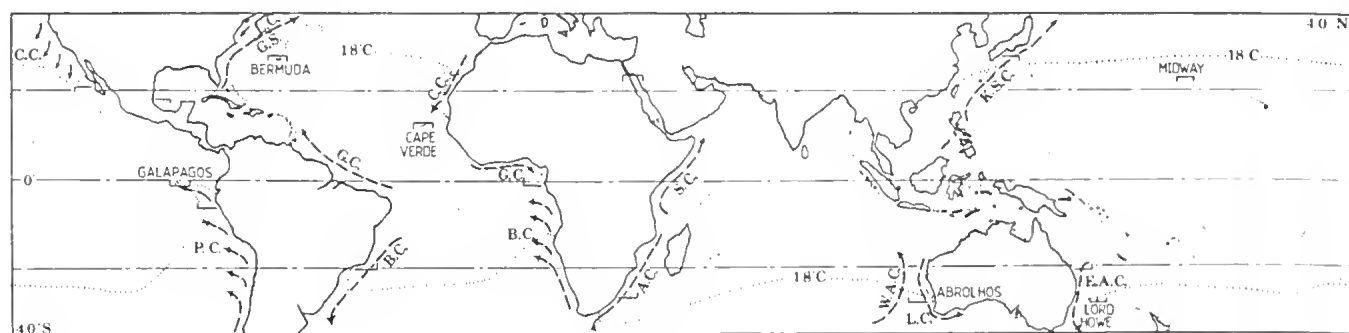 40 N
C.C.
G.S.
18°C
18 C
BERMUDA
MIDWAY
K.S.C.
C.C.
CAPE
VERDE
GALAPAGOS
G.C.
0°
G.C.
S.C.
P.C.
B.C.
B.C.
A.C.
18°C
W.A.C.
L.C.
ABROLHOS
E.A.C.
LORD
HOWE
40°S